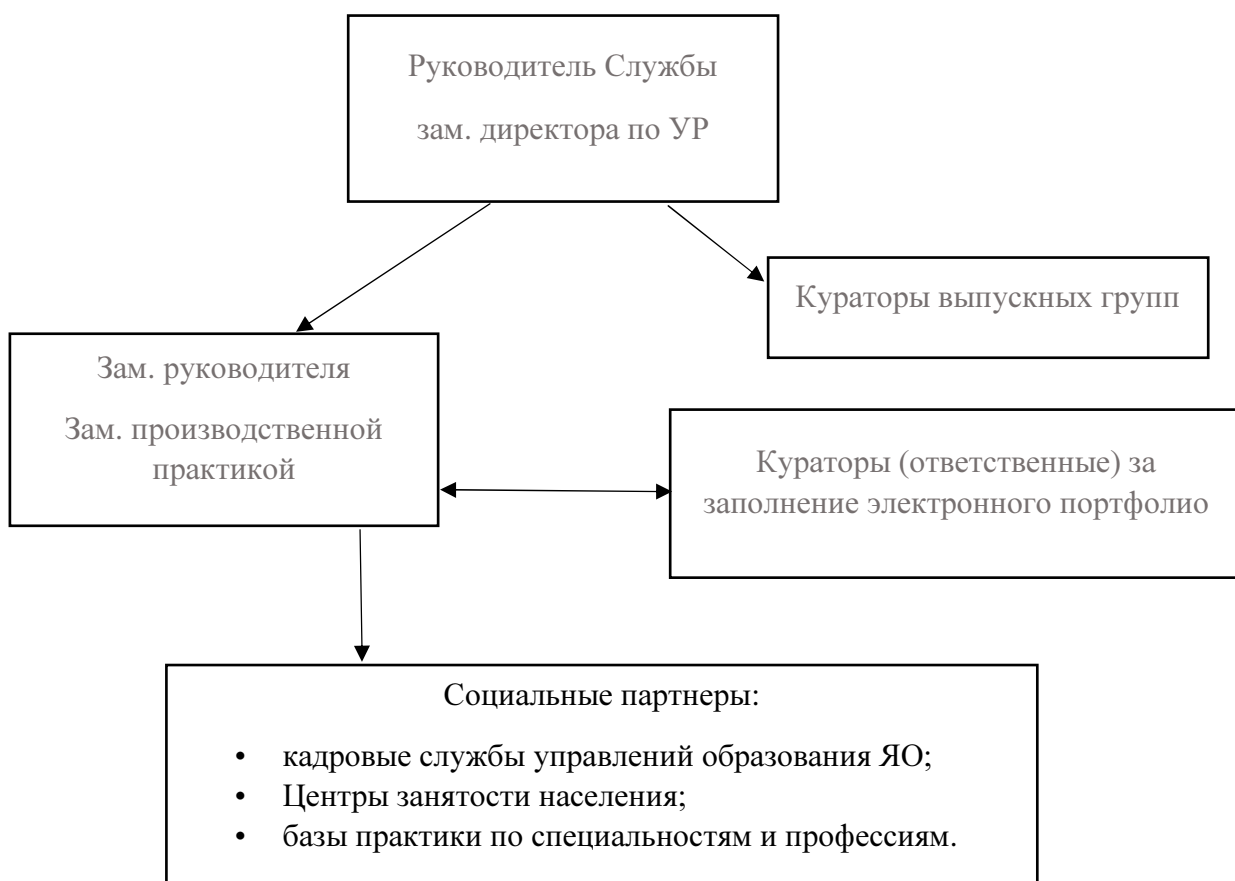 Руководитель Службы
зам. директора по УР
Кураторы выпускных групп
Зам. руководителя
Зам. производственной
практикой
Кураторы (ответственные) за
заполнение электронного портфолио
Социальные партнеры:
• кадровые службы управлений образования ЯО;
• Центры занятости населения;
• базы практики по специальностям и профессиям.